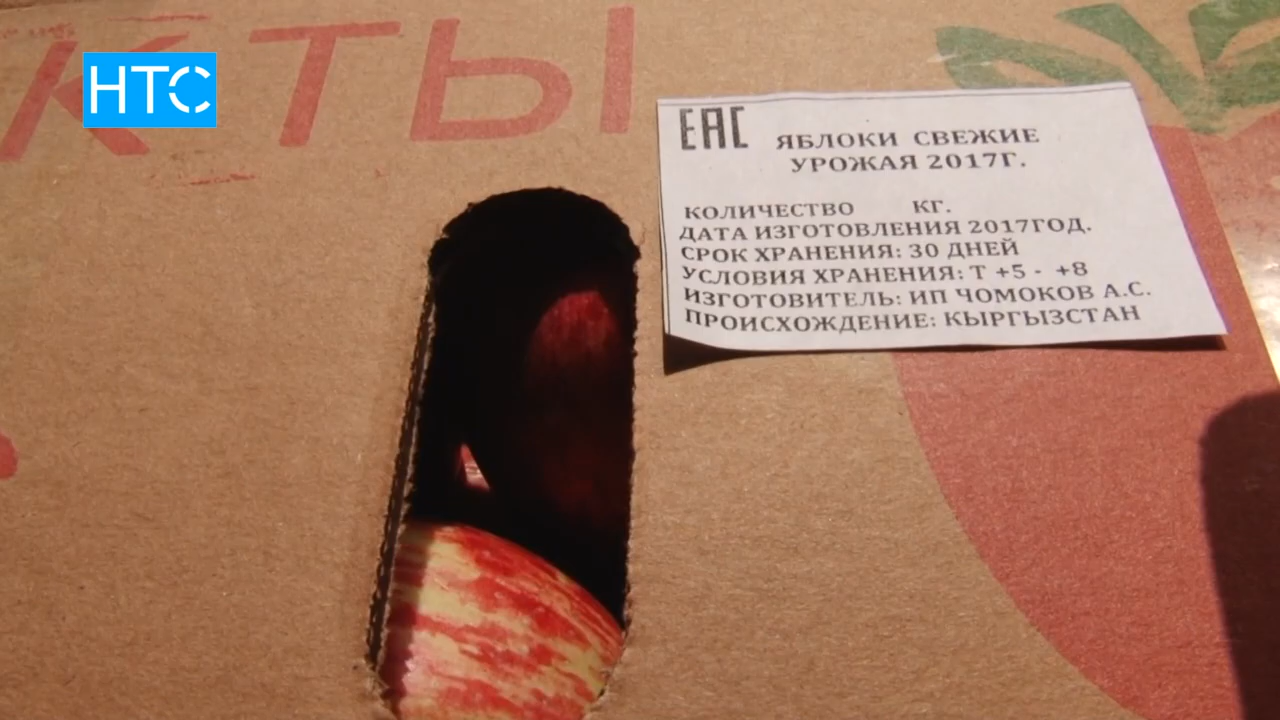 КТЫ
НТС
ЕАС
ЯБЛОКИ СВЕЖИЕ
УРОЖАЯ 2017Г.
КОЛИЧЕСТВО КГ.
ДАТА ИЗГОТОВЛЕНИЯ 2017ГОД.
СРОК ХРАНЕНИЯ: 30 ДНЕЙ
УСЛОВИЯ ХРАНЕНИЯ: Т +5 - +8
ИЗГОТОВИТЕЛЬ: ИП ЧОМОКОВ А.С.
ПРОИСХОЖДЕНИЕ: КЫРГЫЗСТАН